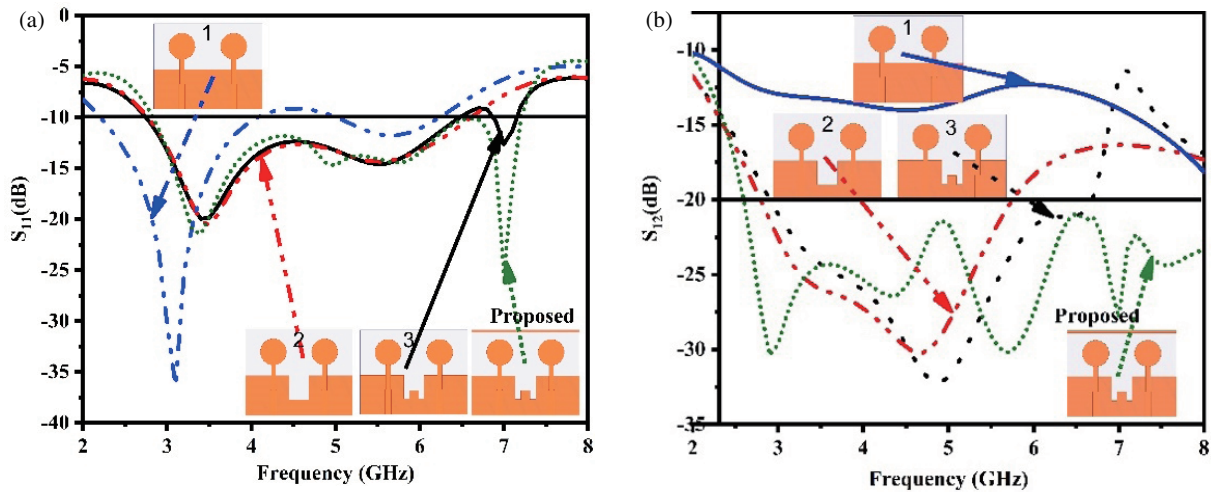 (a)
0
-5
-10
-15
-20
-25
-30
-35
-40
S11(dB)
1
2
3
Proposed
2 3 4 5 6 7 8
Frequency (GHz)
(b)
-10
-15
-20
-25
-30
-35
S12(dB)
1
2
3
Proposed
2 3 4 5 6 7 8
Frequency (GHz)